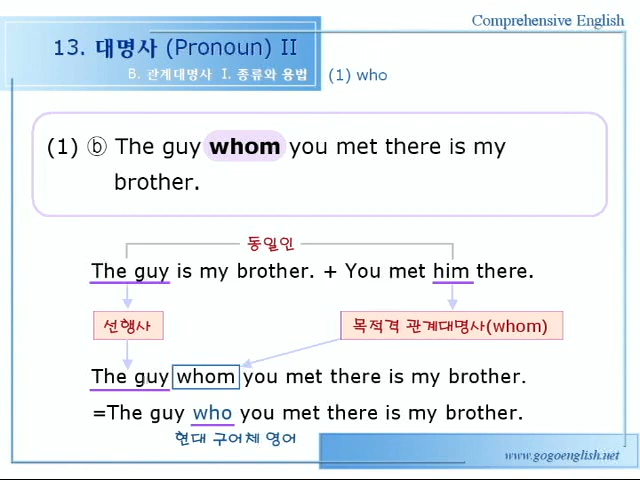 Comprehensive English
13. 대명사 (Pronoun) II
B. 관계대명사 I. 종류와 용법 (1) who
(1) ⓑ The guy whom you met there is my
brother.
동일인
The guy is my brother. + You met him there.
선행사 목적격 관계대명사(whom)
The guy whom you met there is my brother.
=The guy who you met there is my brother.
현대 구어체 영어
www.gogoenglish.net